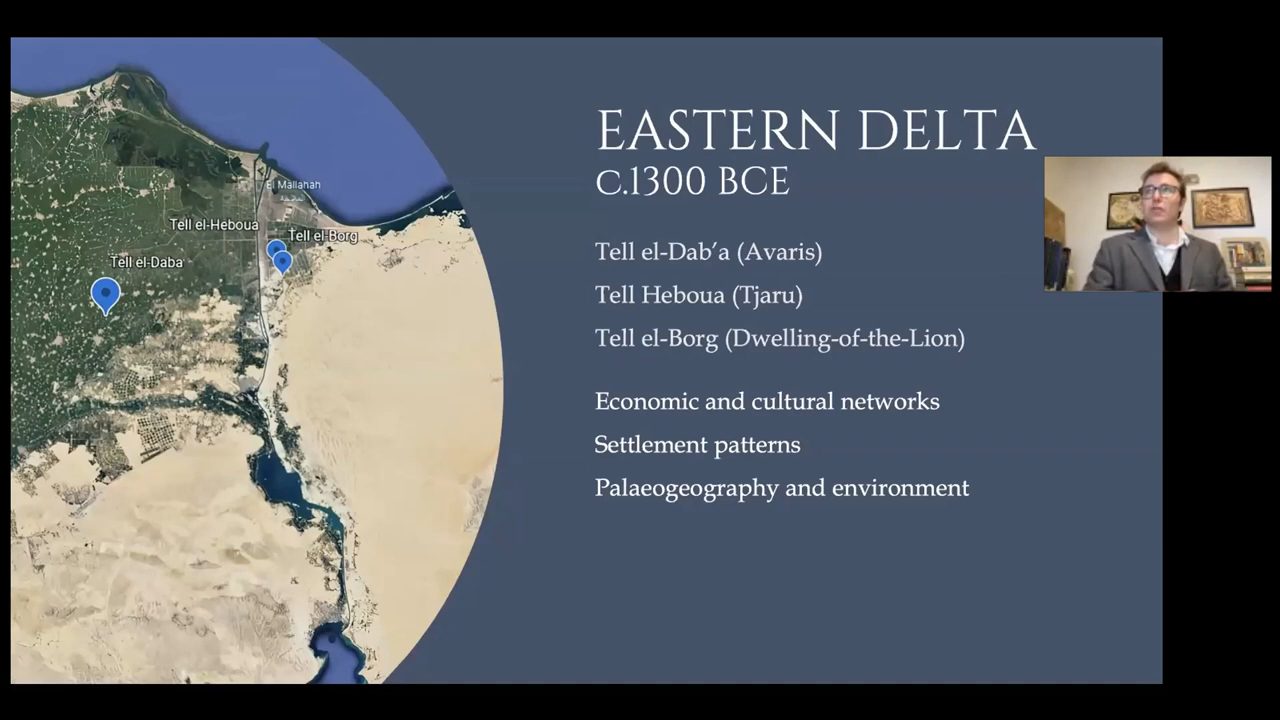 EASTERN DELTA
C.1300 BCE
Tell el-Dab’a (Avaris)
Tell Heboua (Tjaru)
Tell el-Borg (Dwelling-of-the-Lion)
Economic and cultural networks
Settlement patterns
Palaeogeography and environment
El Mallahan
Tell el-Heboua
Tell el-Borg
Tell el-Daba